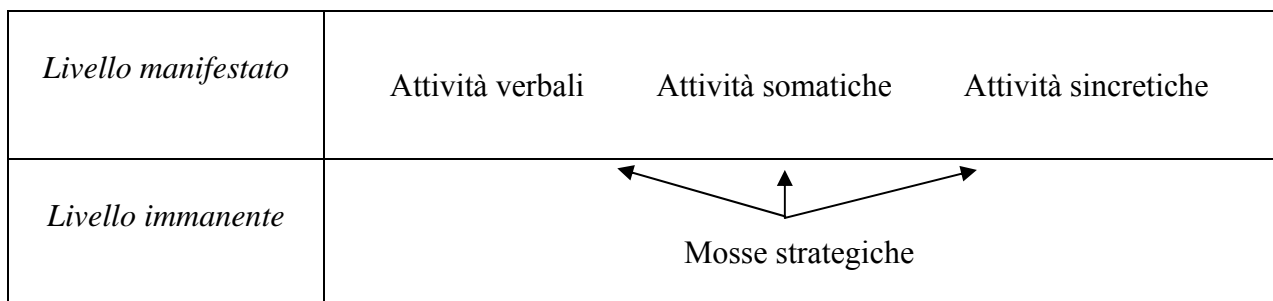 Livello manifestato
Attività verbali Attività somatiche Attività sincretiche
Livello immanente
Mosse strategiche